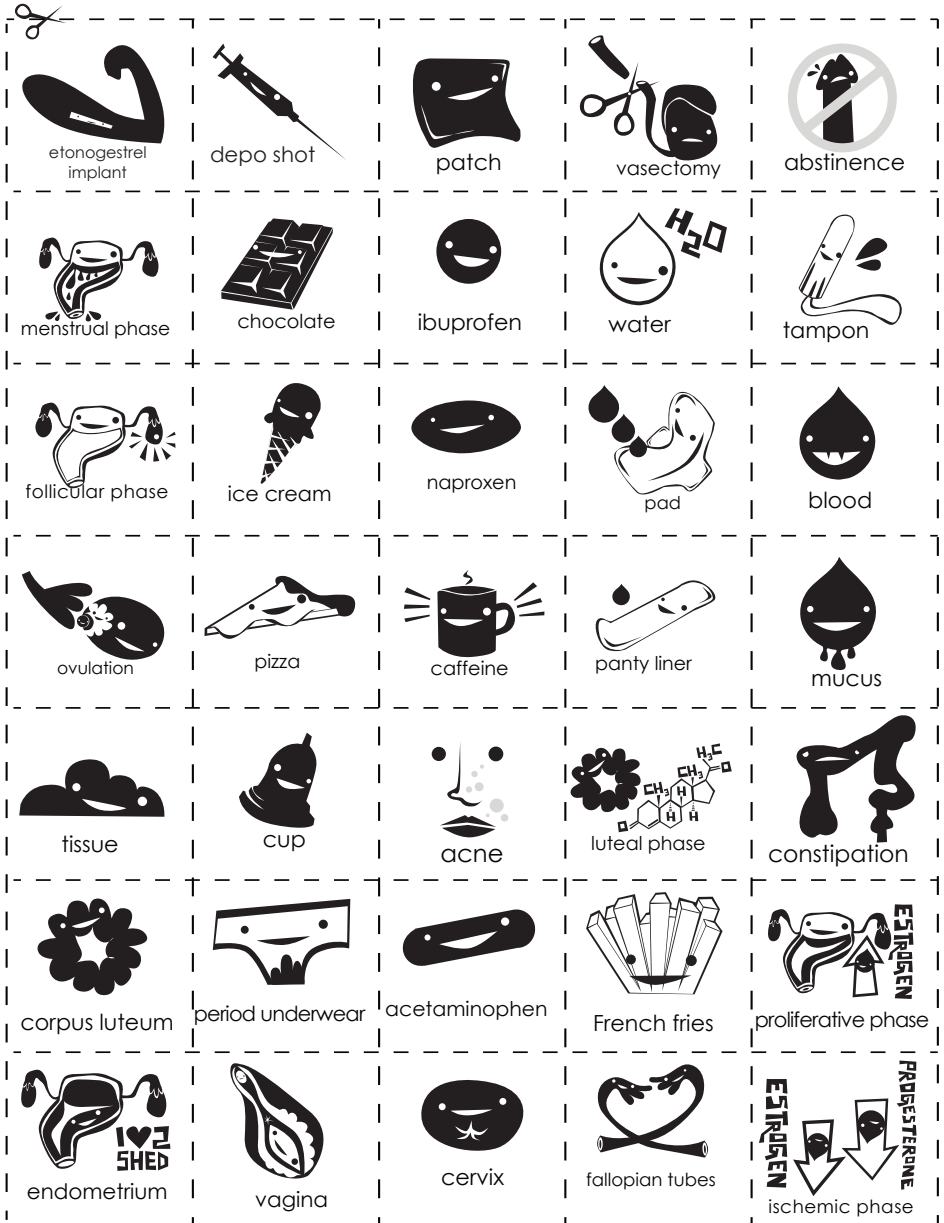 etonogestrel
implant
depo shot
patch
vasectomy
abstinence
menstrual phase
chocolate
ibuprofen
H2O
water
tampon
follicular phase
ice cream
naproxen
pad
blood
ovulation
pizza
caffeine
panty liner
mucus
tissue
cup
acne
H3C
CH3
O
CH3
H
H
H
O
luteal phase
constipation
corpus luteum
period underwear
acetaminophen
French fries
ESTROGEN
proliferative phase
I♥2
SHED
endometrium
vagina
cervix
fallopian tubes
ESTROGEN
PROGESTERONE
ischemic phase